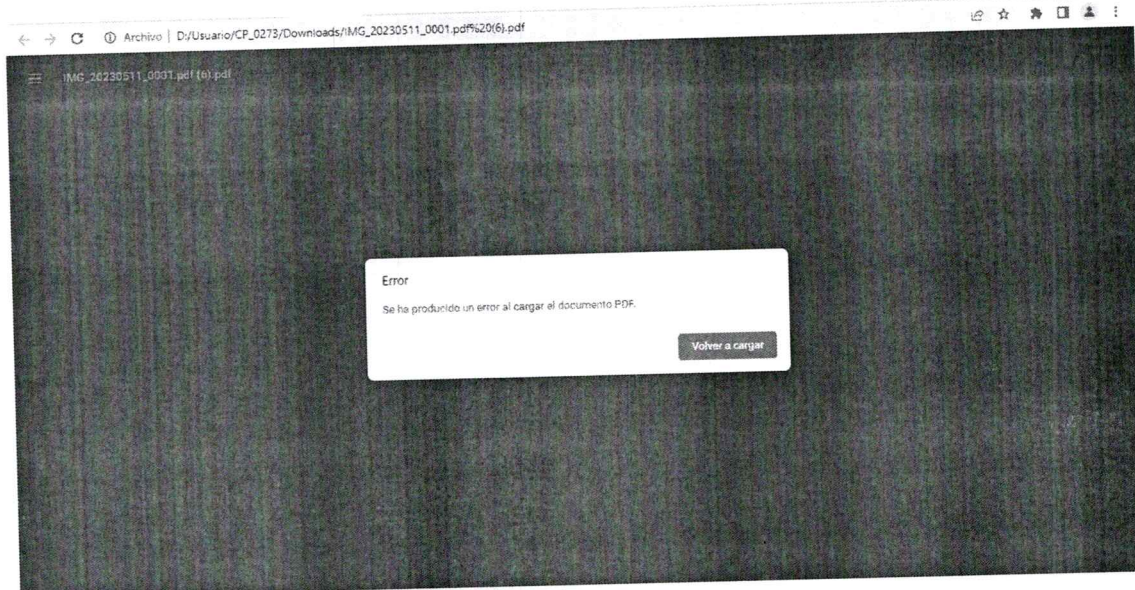 Archivo | D:/Usuario/CP_0273/Downloads/IMG_20230511_0001.pdf%20(6).pdf
IMG_20230511_0001.pdf (6).pdf
Error
Se ha producido un error al cargar el documento PDF.
Volver a cargar